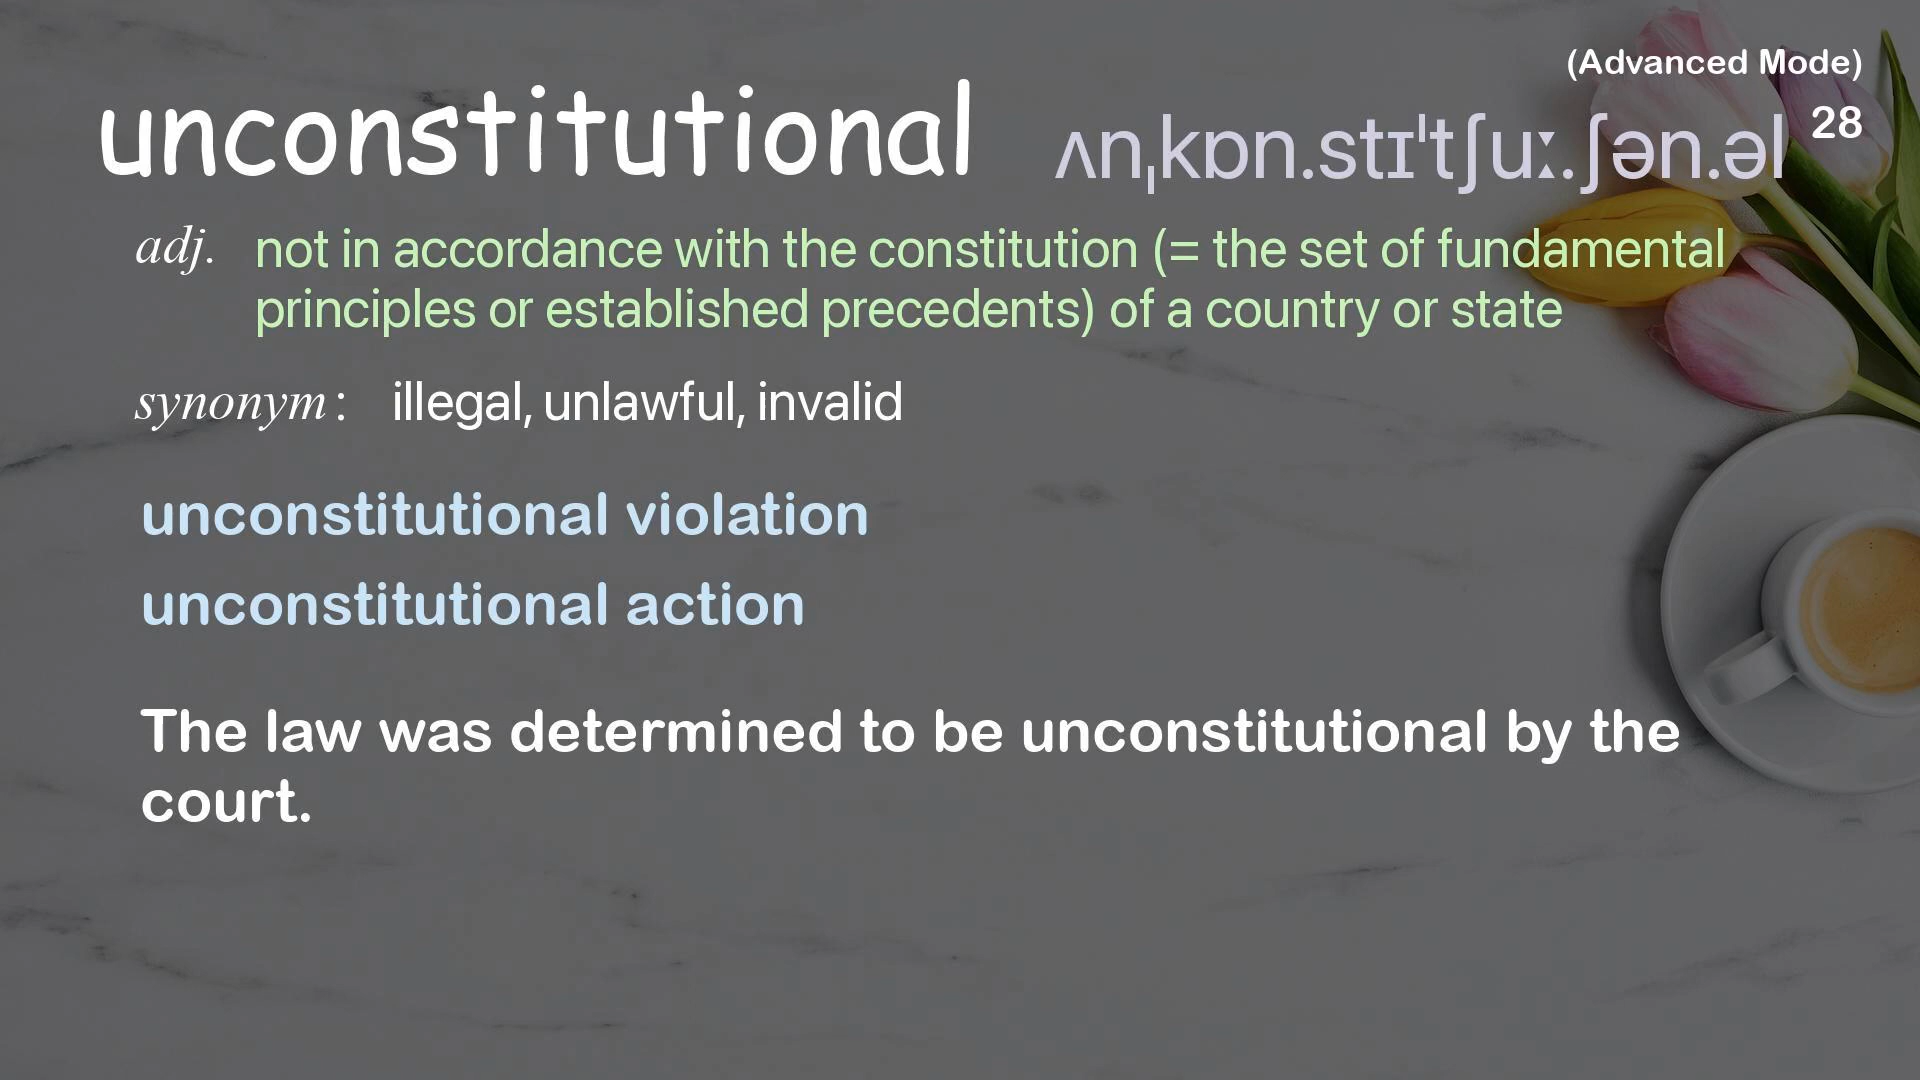 (Advanced Mode)
unconstitutional ʌnˌkɒn.stɪˈtʃuː.ʃən.əl 28
adj. not in accordance with the constitution (= the set of fundamental
principles or established precedents) of a country or state
synonym: illegal, unlawful, invalid
unconstitutional violation
unconstitutional action
The law was determined to be unconstitutional by the
court.